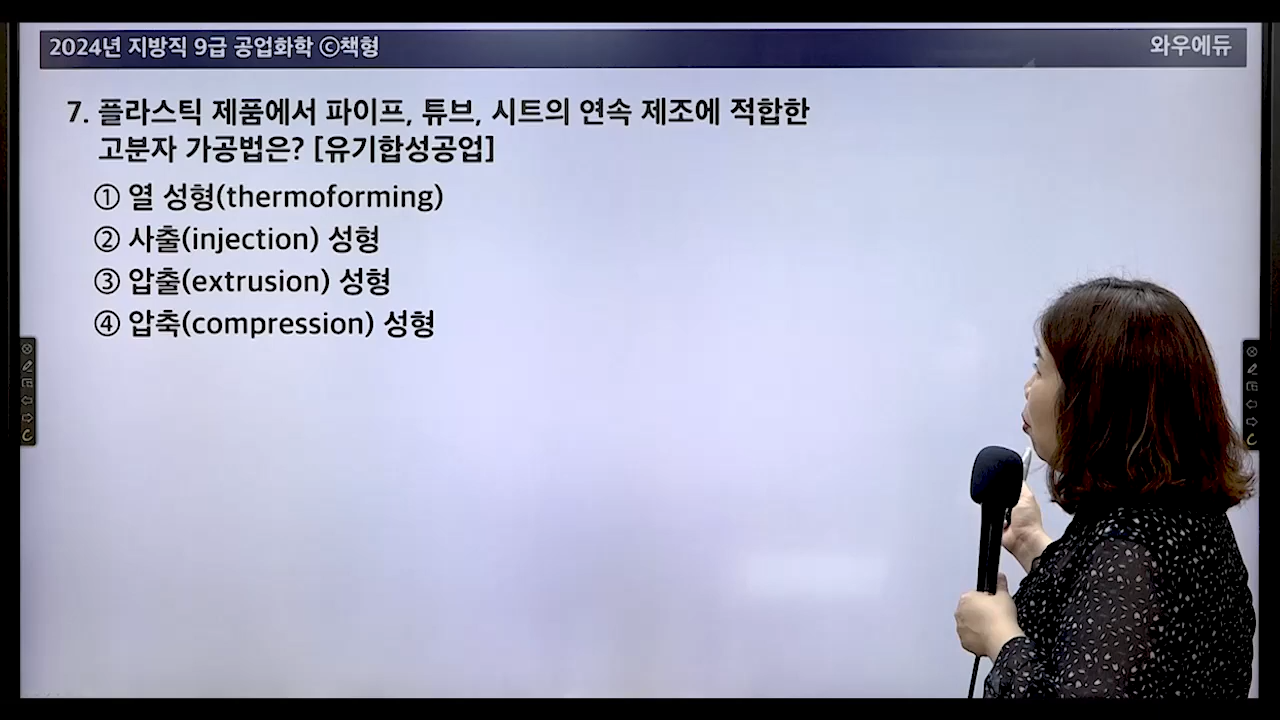 2024년 지방직 9급 공업화학 ⓒ책형
와우에듀
7. 플라스틱 제품에서 파이프, 튜브, 시트의 연속 제조에 적합한
고분자 가공법은? [유기합성공업]
① 열 성형(thermoforming)
② 사출(injection) 성형
③ 압출(extrusion) 성형
④ 압축(compression) 성형